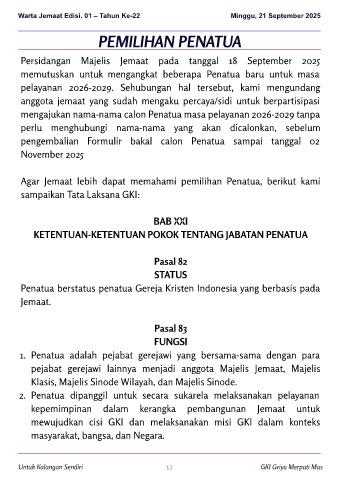 Warta Jemaat Edisi. 01 – Tahun Ke-22 Minggu, 21 September 2025
PEMILIHAN PENATUA
Persidangan Majelis Jemaat pada tanggal 18 September 2025
memutuskan untuk mengangkat beberapa Penatua baru untuk masa
pelayanan 2026-2029. Sehubungan hal tersebut, kami mengundang
anggota jemaat yang sudah mengaku percaya/sidi untuk berpartisipasi
mengajukan nama-nama calon Penatua masa pelayanan 2026-2029 tanpa
perlu menghubungi nama-nama yang akan dicalonkan, sebelum
pengembalian Formulir bakal calon Penatua sampai tanggal 02
November 2025
Agar Jemaat lebih dapat memahami pemilihan Penatua, berikut kami
sampaikan Tata Laksana GKI:
BAB XXI
KETENTUAN-KETENTUAN POKOK TENTANG JABATAN PENATUA
Pasal 82
STATUS
Penatua berstatus penatua Gereja Kristen Indonesia yang berbasis pada
Jemaat.
Pasal 83
FUNGSI
1. Penatua adalah pejabat gerejawi yang bersama-sama dengan para
pejabat gerejawi lainnya menjadi anggota Majelis Jemaat, Majelis
Klasis, Majelis Sinode Wilayah, dan Majelis Sinode.
2. Penatua dipanggil untuk secara sukarela melaksanakan pelayanan
kepemimpinan dalam kerangka pembangunan Jemaat untuk
mewujudkan cisi GKI dan melaksanakan misi GKI dalam konteks
masyarakat, bangsa, dan Negara.
Untuk Kalangan Sendiri 12 GKI Griya Merpati Mas